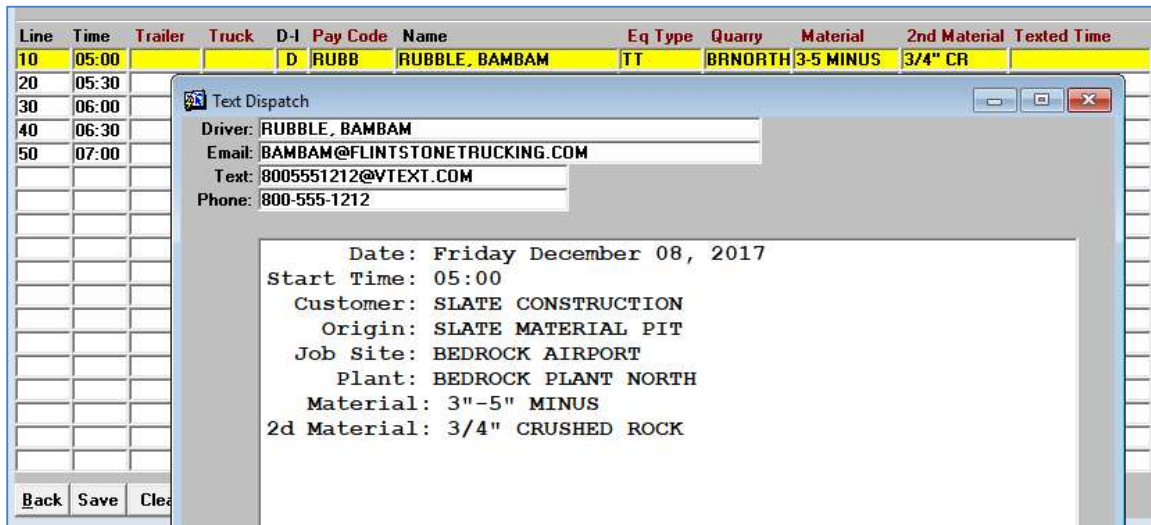 Line Time Trailer Truck D-I Pay Code Name Eq Type Quarry Material 2nd Material Texted Time
10 05:00 D RUBB RUBBLE, BAMBAM TT BRNORTH 3-5 MINUS 3/4" CR
20 05:30
30 06:00
40 06:30
50 07:00
Text Dispatch
Driver: RUBBLE, BAMBAM
Email: BAMBAM@FLINTSTONETRUCKING.COM
Text: 8005551212@VTEXT.COM
Phone: 800-555-1212
Date: Friday December 08, 2017
Start Time: 05:00
Customer: SLATE CONSTRUCTION
Origin: SLATE MATERIAL PIT
Job Site: BEDROCK AIRPORT
Plant: BEDROCK PLANT NORTH
Material: 3"-5" MINUS
2d Material: 3/4" CRUSHED ROCK
Back Save